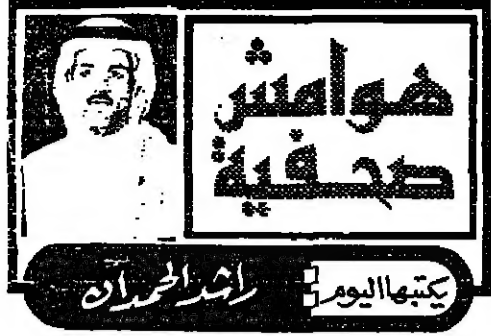 هوامش
صحفية
يكتبها اليوم
راشد الحمدان